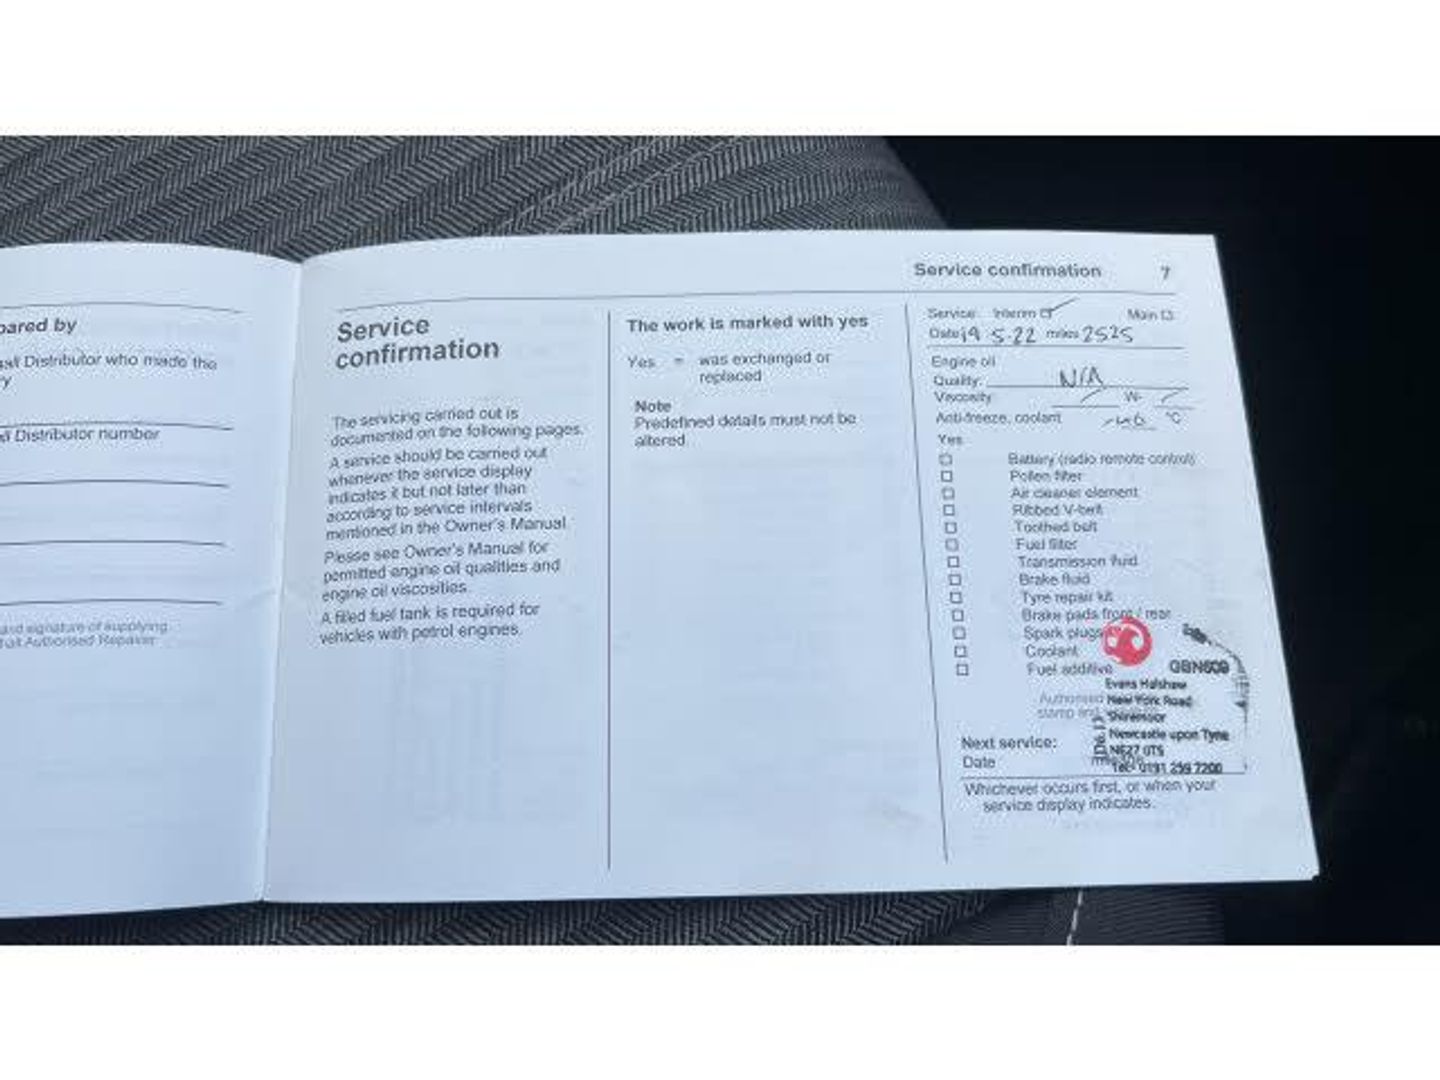 pared by
all Distributor who made the
y
all Distributor number
and signature of supplying
hall Authorised Repairer
Service confirmation 7
Service
confirmation
The servicing carried out is
documented on the following pages.
A service should be carried out
whenever the service display
indicates it but not later than
according to service intervals
mentioned in the Owner's Manual
Please see Owner's Manual for
permitted engine oil qualities and
engine oil viscosities.
A filled fuel tank is required for
vehicles with petrol engines.
The work is marked with yes
Yes = was exchanged or
replaced
Note
Predefined details must not be
altered
Service: Interim Main
Date 19 5.22 miles 2525
Engine oil
Quality: N/A
Viscosity W-
Anti-freeze, coolant °C
Yes
Battery (radio remote control)
Pollen filter
Air cleaner element
Ribbed V-belt
Toothed belt
Fuel filter
Transmission fluid
Brake fluid
Tyre repair kit
Brake pads front / rear
Spark plugs
Coolant
Fuel additive
GBN609
Evans Halshaw
Authorised
New York Road
stamp and
Shiremoor
Newcastle upon Tyne
NE27 0TS
Tel: 0191 259 7200
Next service:
Date
Whichever occurs first, or when your
service display indicates.